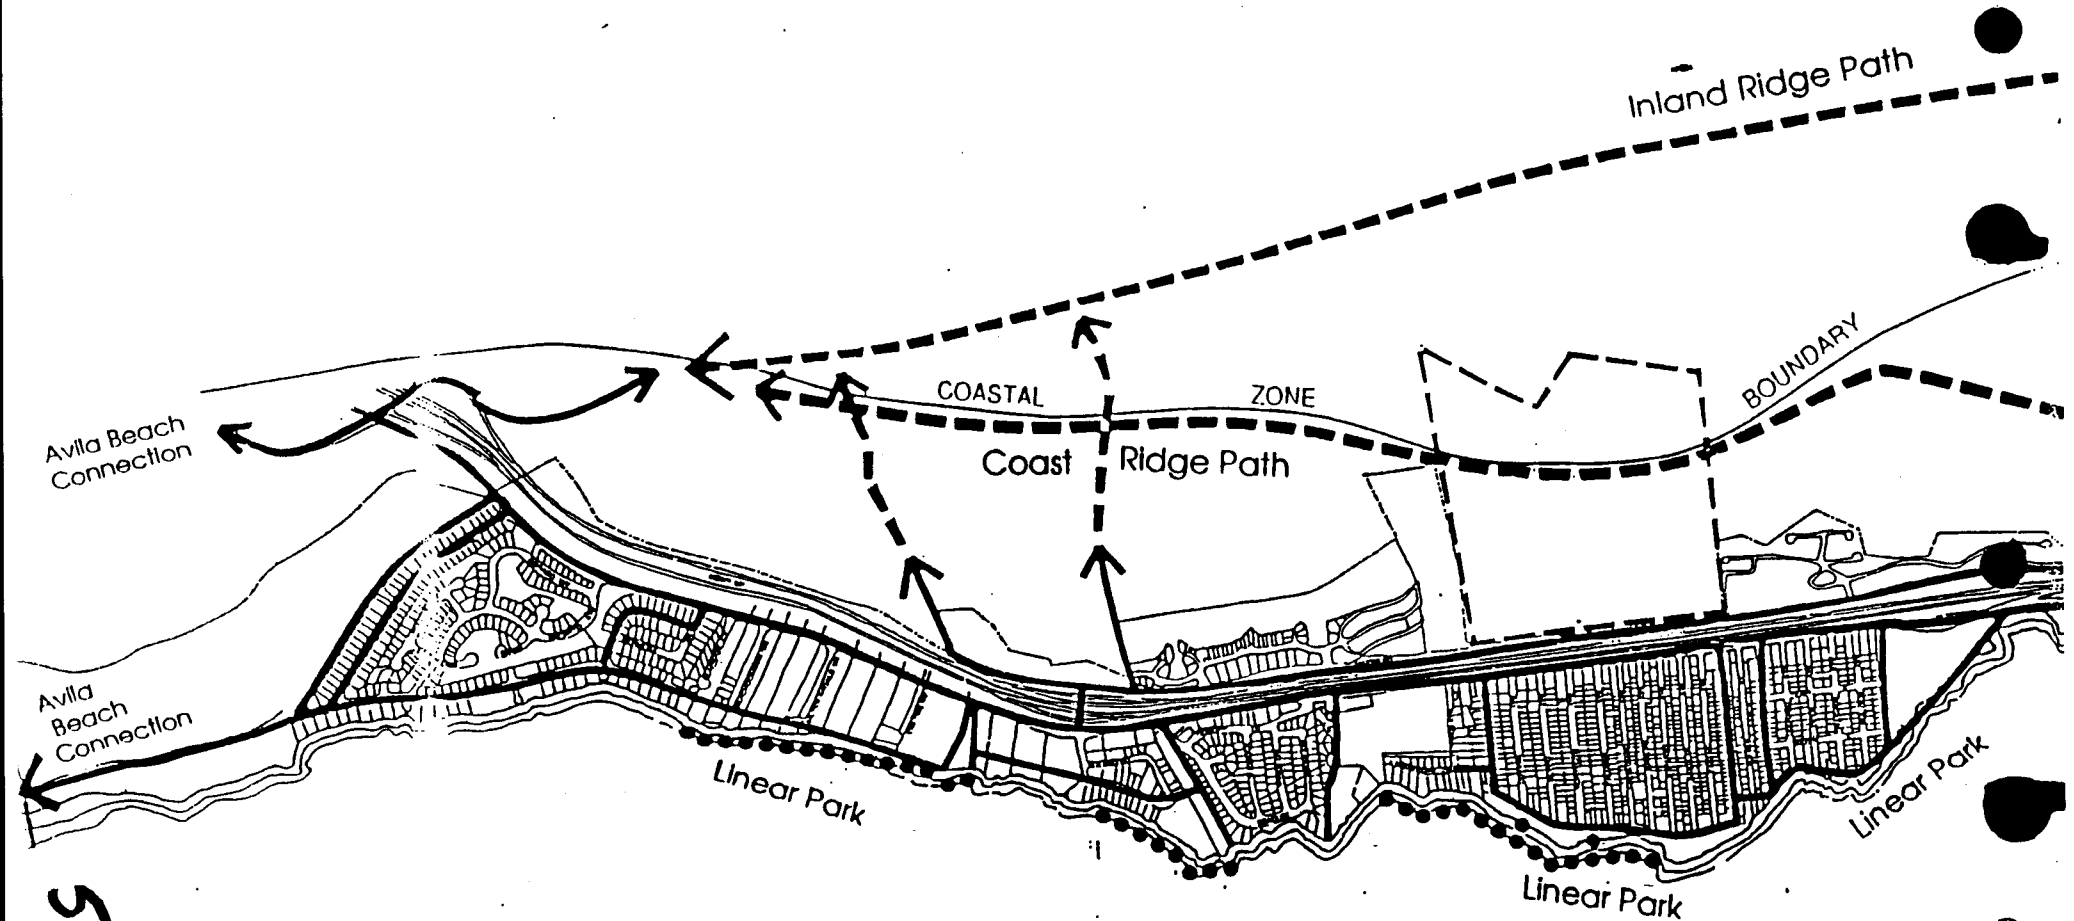 Inland Ridge Path
COASTAL ZONE BOUNDARY
Coast Ridge Path
Avila Beach
Connection
Avila
Beach
Connection
Linear Park
Linear Park
Linear Park
5